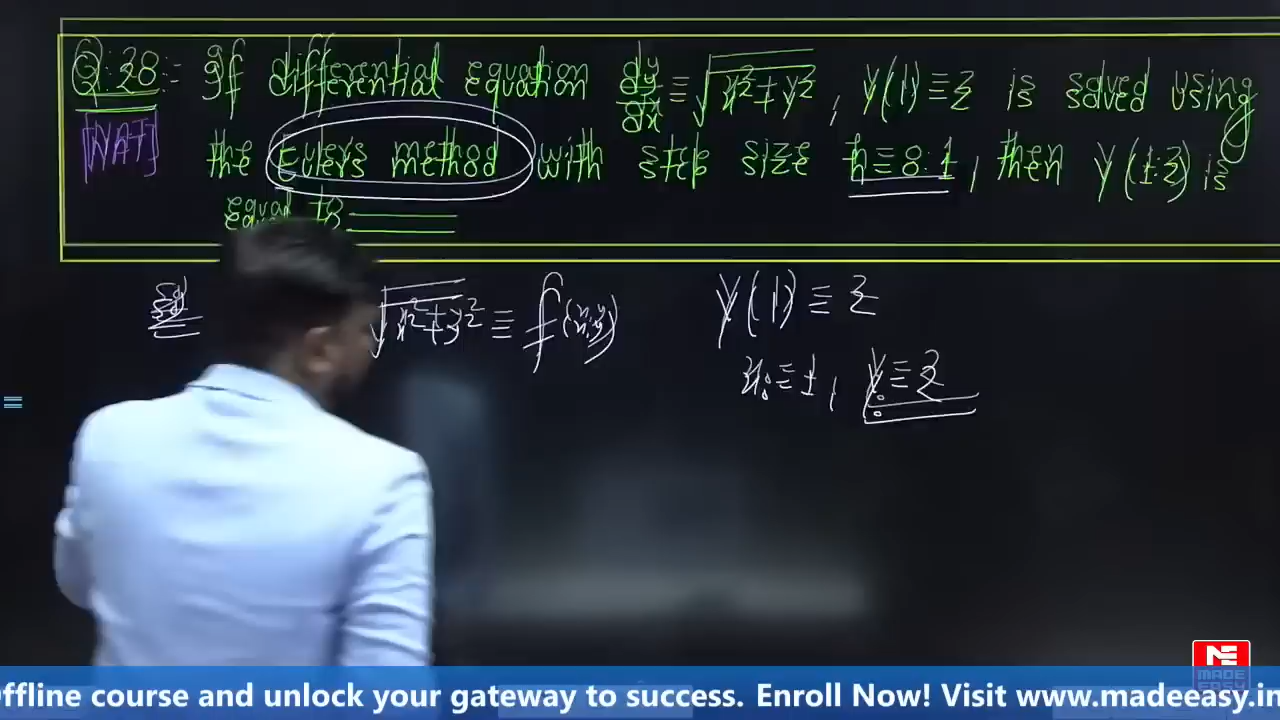 Q.28:- If differential equation dy/dx = √x²+y² , y(1) = 2 is solved using
[NAT] the Eulers method with step size h = 0.1, then y(1.2) is
equal to
Sol √x²+y² = f(x,y) y(1) = 2
x₀ = 1, y₀ = 2
ffline course and unlock your gateway to success. Enroll Now! Visit www.madeeasy.in
MADE EASY